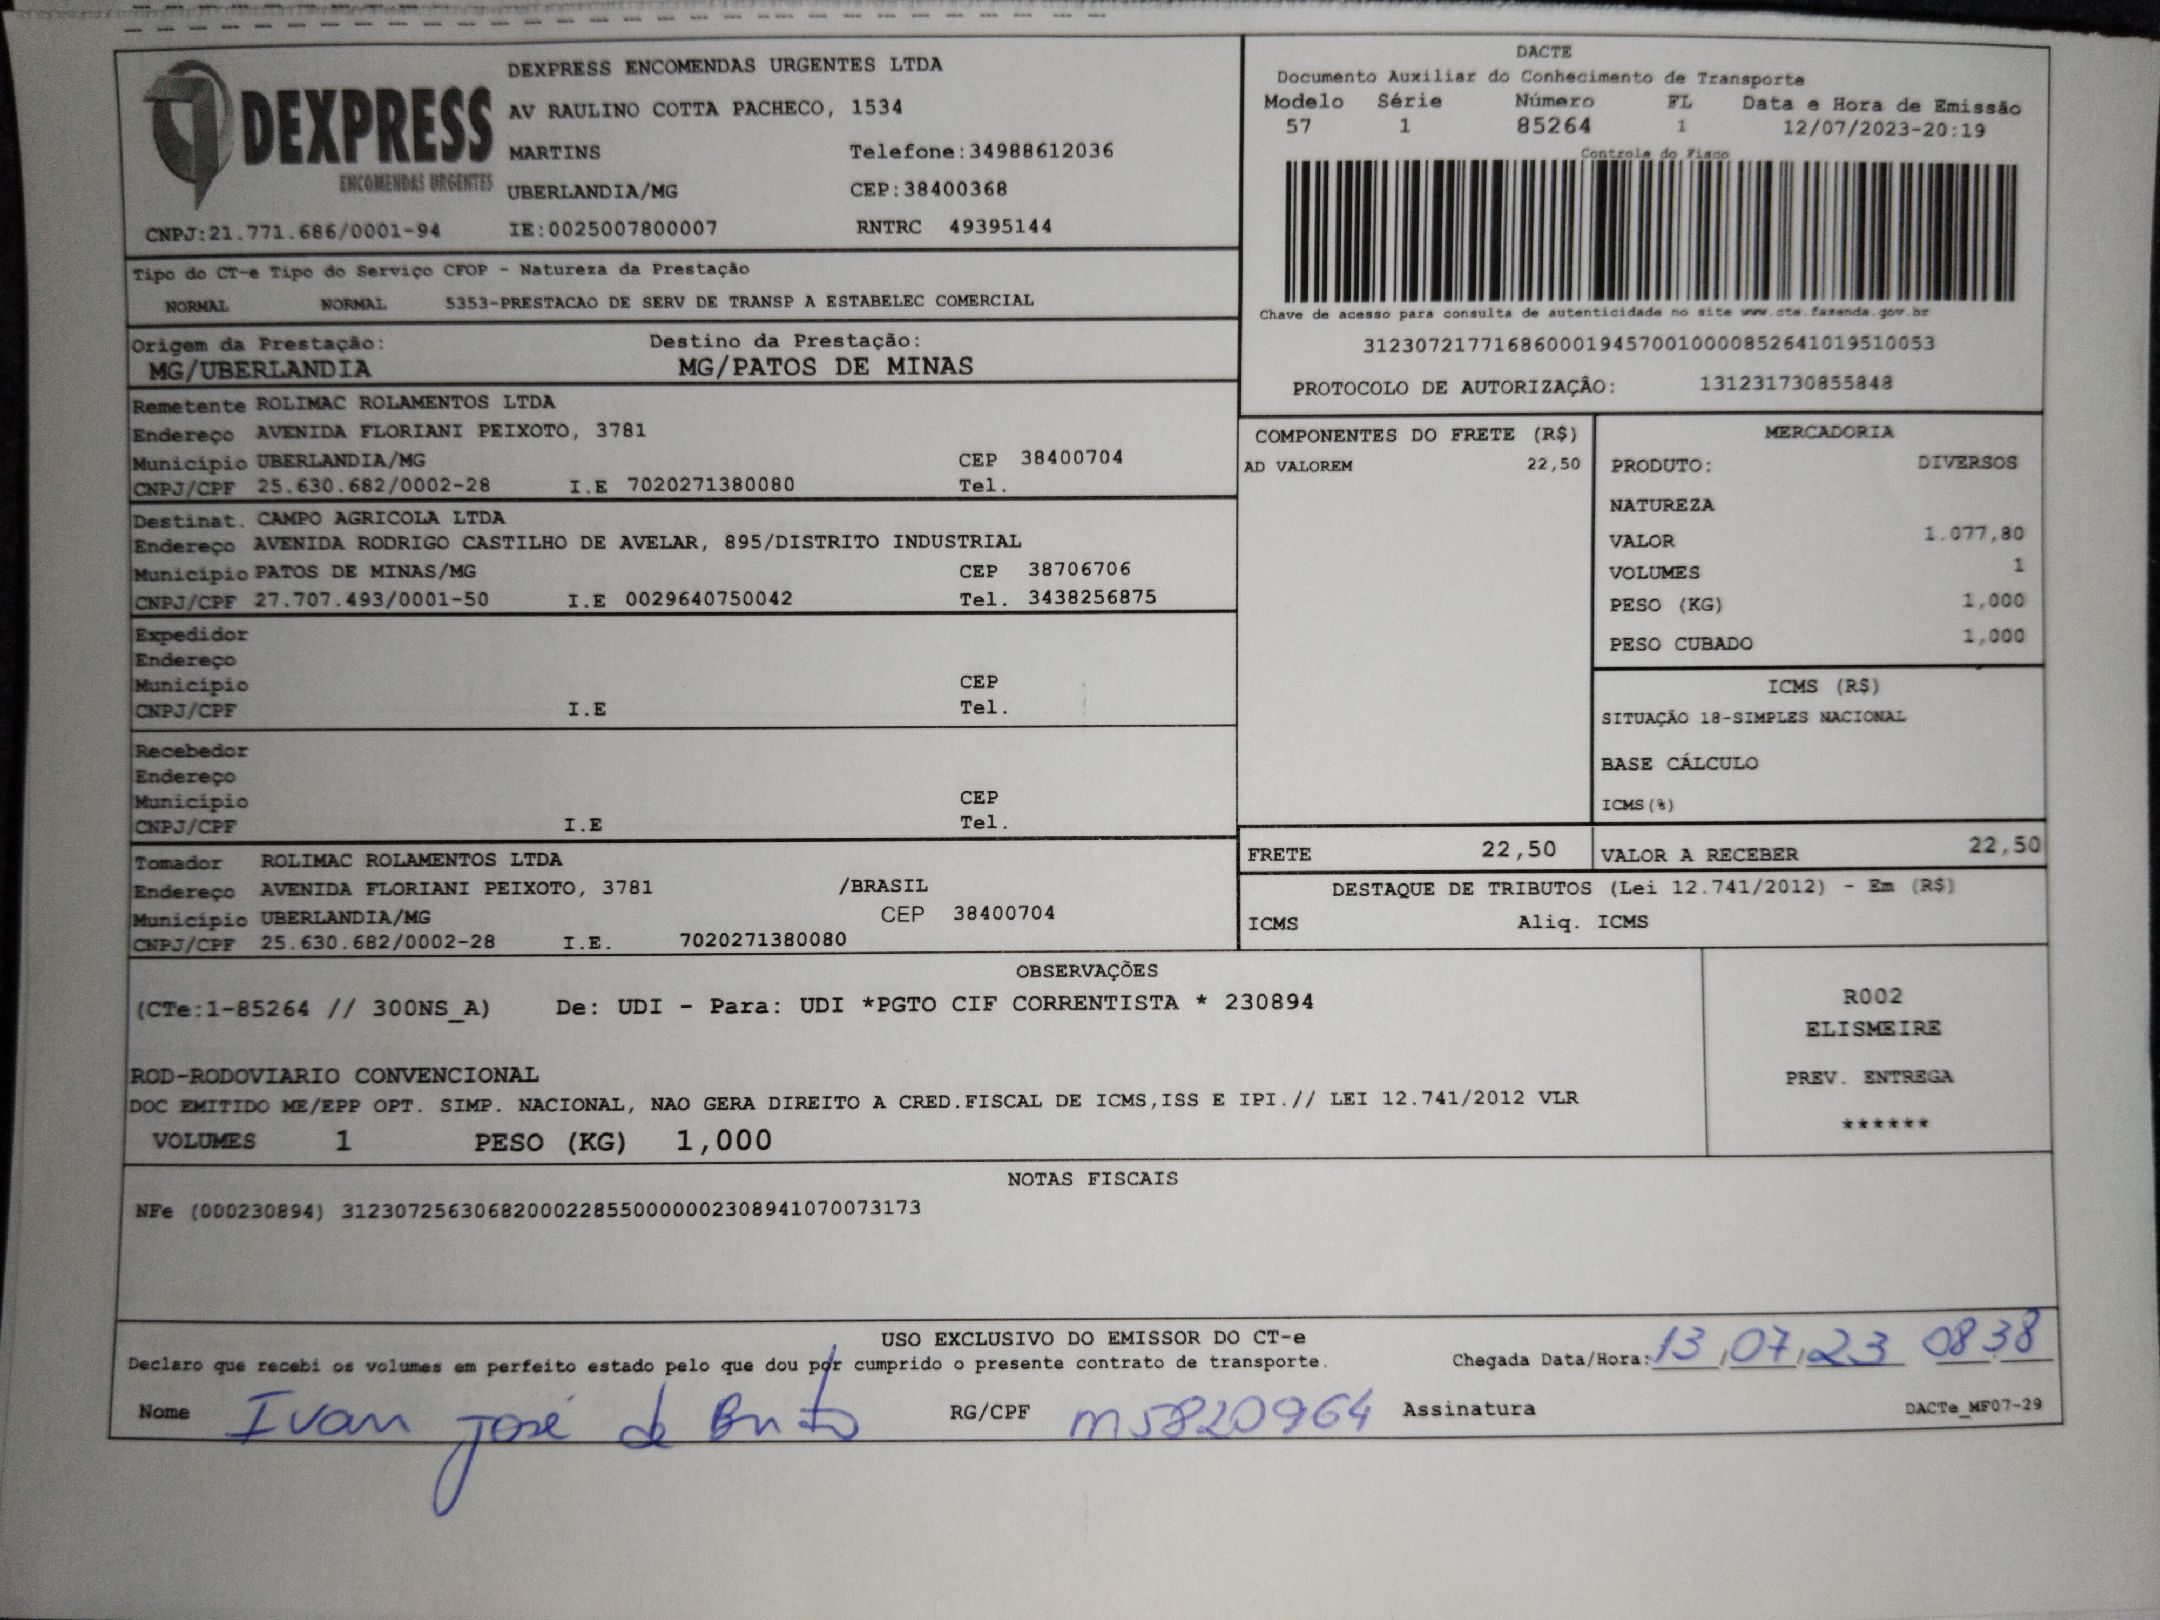 DEXPRESS
ENCOMENDAS URGENTES
CNPJ:21.771.686/0001-94
DEXPRESS ENCOMENDAS URGENTES LTDA
AV RAULINO COTTA PACHECO, 1534
MARTINS Telefone:34988612036
UBERLANDIA/MG CEP:38400368
IE:0025007800007 RNTRC 49395144
DACTE
Documento Auxiliar do Conhecimento de Transporte
Modelo Série Número FL Data e Hora de Emissão
57 1 85264 1 12/07/2023-20:19
Controle do Fisco
Chave de acesso para consulta de autenticidade no site www.cte.fazenda.gov.br
31230721771686000194570010000852641019510053
PROTOCOLO DE AUTORIZAÇÃO: 131231730855848
Tipo do CT-e Tipo do Serviço CFOP - Natureza da Prestação
NORMAL NORMAL 5353-PRESTACAO DE SERV DE TRANSP A ESTABELEC COMERCIAL
Origem da Prestação: Destino da Prestação:
MG/UBERLANDIA MG/PATOS DE MINAS
Remetente ROLIMAC ROLAMENTOS LTDA
Endereço AVENIDA FLORIANI PEIXOTO, 3781
Município UBERLANDIA/MG CEP 38400704
CNPJ/CPF 25.630.682/0002-28 I.E 7020271380080 Tel.
Destinat. CAMPO AGRICOLA LTDA
Endereço AVENIDA RODRIGO CASTILHO DE AVELAR, 895/DISTRITO INDUSTRIAL
Município PATOS DE MINAS/MG CEP 38706706
CNPJ/CPF 27.707.493/0001-50 I.E 0029640750042 Tel. 3438256875
Expedidor
Endereço
Município CEP
CNPJ/CPF I.E Tel.
Recebedor
Endereço
Município CEP
CNPJ/CPF I.E Tel.
Tomador ROLIMAC ROLAMENTOS LTDA
Endereço AVENIDA FLORIANI PEIXOTO, 3781 /BRASIL
Município UBERLANDIA/MG CEP 38400704
CNPJ/CPF 25.630.682/0002-28 I.E. 7020271380080
COMPONENTES DO FRETE (R$)
AD VALOREM 22,50
MERCADORIA
PRODUTO: DIVERSOS
NATUREZA
VALOR 1.077,80
VOLUMES 1
PESO (KG) 1,000
PESO CUBADO 1,000
ICMS (R$)
SITUAÇÃO 18-SIMPLES NACIONAL
BASE CÁLCULO
ICMS(%)
FRETE 22,50 VALOR A RECEBER 22,50
DESTAQUE DE TRIBUTOS (Lei 12.741/2012) - Em (R$)
ICMS Aliq. ICMS
OBSERVAÇÕES
(CTe:1-85264 // 300NS_A) De: UDI - Para: UDI *PGTO CIF CORRENTISTA * 230894
ROD-RODOVIARIO CONVENCIONAL
DOC EMITIDO ME/EPP OPT. SIMP. NACIONAL, NAO GERA DIREITO A CRED.FISCAL DE ICMS,ISS E IPI.// LEI 12.741/2012 VLR
VOLUMES 1 PESO (KG) 1,000
R002
ELISMEIRE
PREV. ENTREGA
******
NOTAS FISCAIS
NFe (000230894) 31230725630682000228550000002308941070073173
USO EXCLUSIVO DO EMISSOR DO CT-e
Declaro que recebi os volumes em perfeito estado pelo que dou por cumprido o presente contrato de transporte. Chegada Data/Hora: 13,07,23 08 38
Nome Ivan José de Brito RG/CPF M5820964 Assinatura DACTe_MF07-29